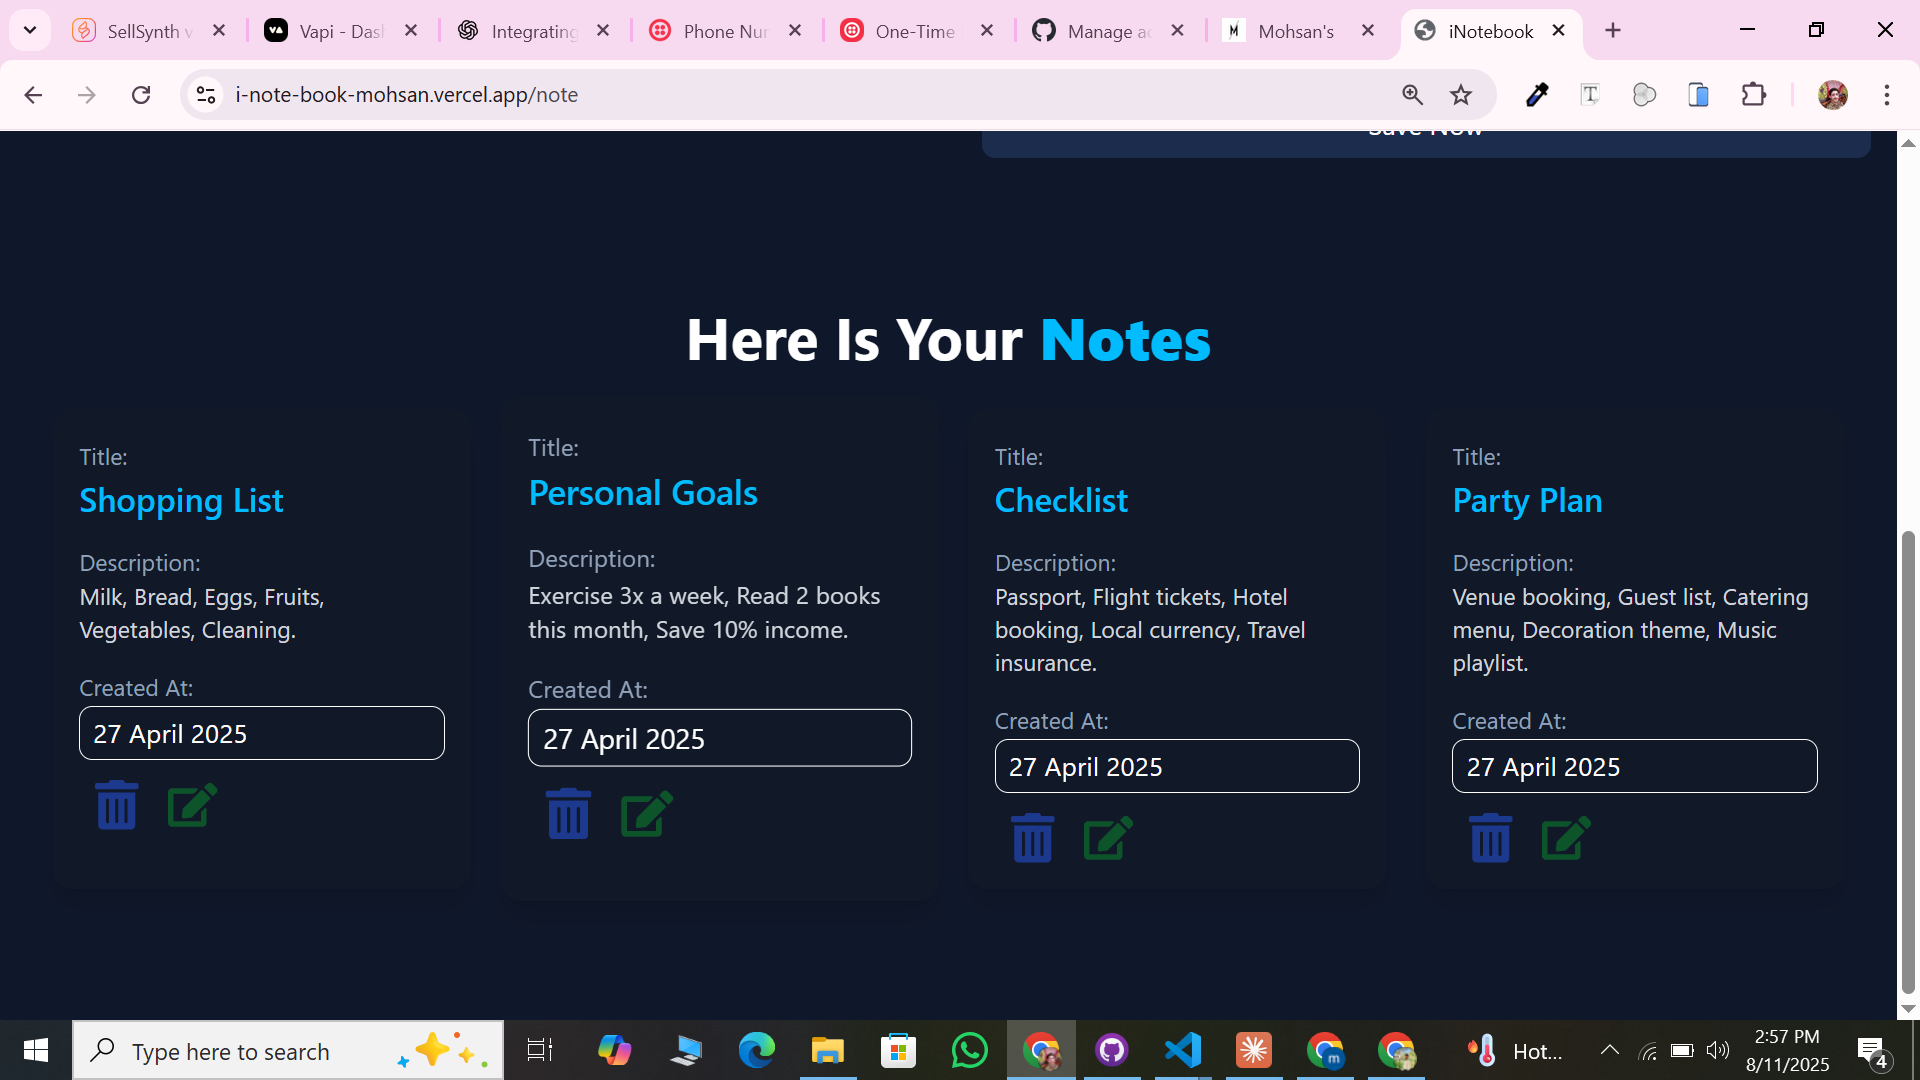 SellSynth v
Vapi - Das
Integrating
Phone Nur
One-Time
Manage ac
Mohsan's
iNotebook
i-note-book-mohsan.vercel.app/note
Save Now
Here Is Your Notes
Title:
Shopping List
Description:
Milk, Bread, Eggs, Fruits,
Vegetables, Cleaning.
Created At:
27 April 2025
Title:
Personal Goals
Description:
Exercise 3x a week, Read 2 books
this month, Save 10% income.
Created At:
27 April 2025
Title:
Checklist
Description:
Passport, Flight tickets, Hotel
booking, Local currency, Travel
insurance.
Created At:
27 April 2025
Title:
Party Plan
Description:
Venue booking, Guest list, Catering
menu, Decoration theme, Music
playlist.
Created At:
27 April 2025
Type here to search
Hot...
2:57 PM
8/11/2025
4